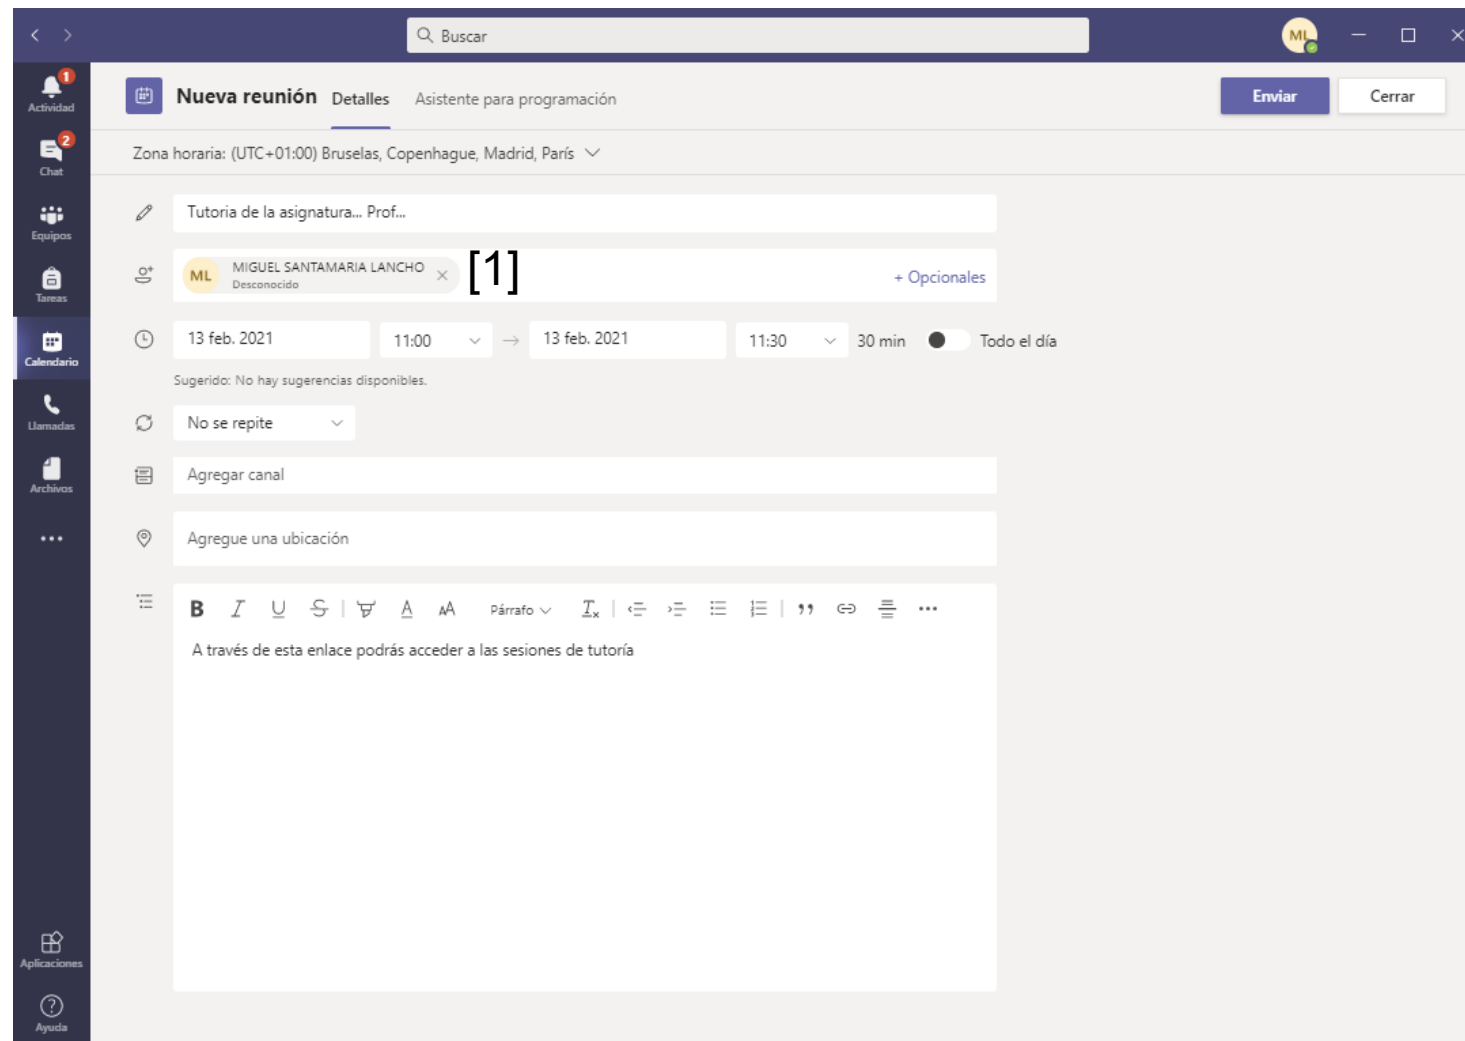 Buscar
ML
1
Actividad
Nueva reunión Detalles Asistente para programación
Enviar Cerrar
2
Chat
Zona horaria: (UTC+01:00) Bruselas, Copenhague, Madrid, París
Equipos
Tutoria de la asignatura... Prof...
Tareas
ML MIGUEL SANTAMARIA LANCHO
Desconocido
[1]
+ Opcionales
Calendario
13 feb. 2021 11:00 → 13 feb. 2021 11:30 30 min Todo el día
Sugerido: No hay sugerencias disponibles.
Llamadas
No se repite
Archivos
Agregar canal
...
Agregue una ubicación
B I U S A AA Párrafo Tx ...
A través de esta enlace podrás acceder a las sesiones de tutoría
Aplicaciones
Ayuda